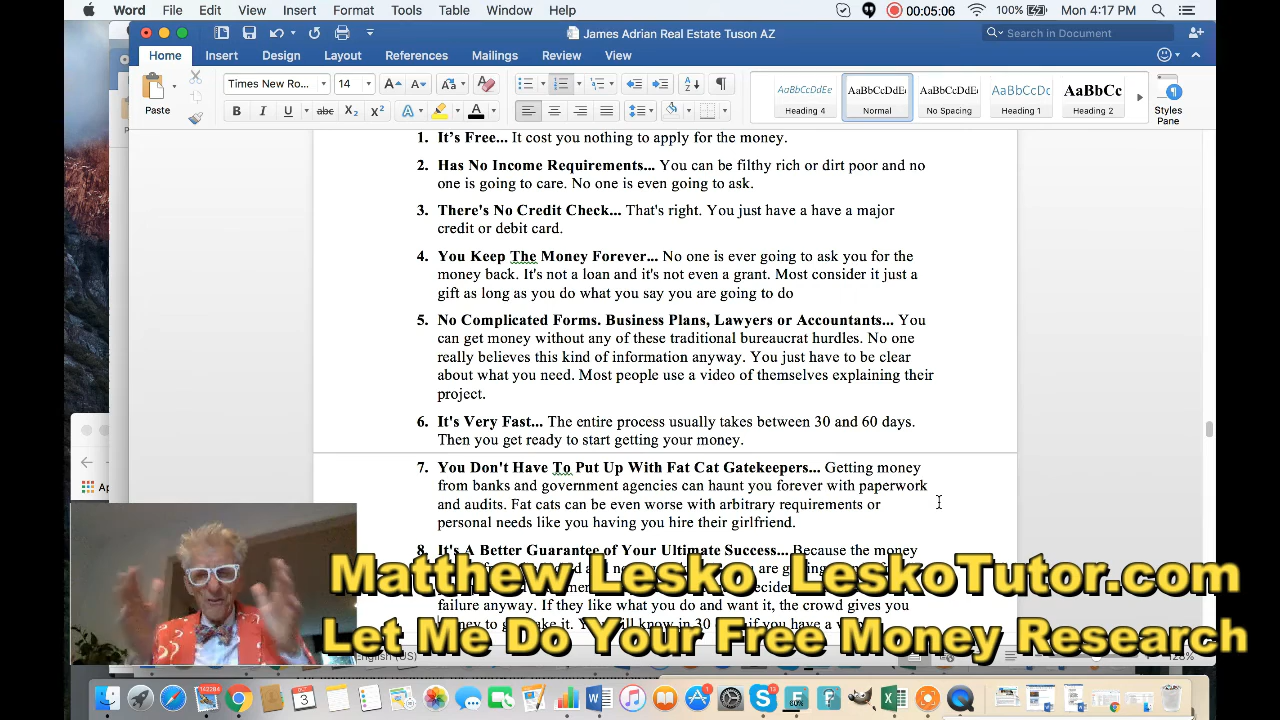 Word File Edit View Insert Format Tools Table Window Help 00:05:06 100% Mon 4:17 PM
James Adrian Real Estate Tuson AZ Search in Document
Home Insert Design Layout References Mailings Review View
Paste Times New Ro... 14 AaBbCcDdEe AaBbCcDdEe AaBbCcDdEe AaBbCcDc AaBbCc
Heading 4 Normal No Spacing Heading 1 Heading 2 Styles Pane
1. It's Free... It cost you nothing to apply for the money.
2. Has No Income Requirements... You can be filthy rich or dirt poor and no
one is going to care. No one is even going to ask.
3. There's No Credit Check... That's right. You just have a have a major
credit or debit card.
4. You Keep The Money Forever... No one is ever going to ask you for the
money back. It's not a loan and it's not even a grant. Most consider it just a
gift as long as you do what you say you are going to do
5. No Complicated Forms. Business Plans, Lawyers or Accountants... You
can get money without any of these traditional bureaucrat hurdles. No one
really believes this kind of information anyway. You just have to be clear
about what you need. Most people use a video of themselves explaining their
project.
6. It's Very Fast... The entire process usually takes between 30 and 60 days.
Then you get ready to start getting your money.
7. You Don't Have To Put Up With Fat Cat Gatekeepers... Getting money
from banks and government agencies can haunt you forever with paperwork
and audits. Fat cats can be even worse with arbitrary requirements or
personal needs like you having you hire their girlfriend.
8. It's A Better Guarantee of Your Ultimate Success... Because the money
Matthew Lesko LeskoTutor.com
failure anyway. If they like what you do and want it, the crowd gives you
Let Me Do Your Free Money Research
English (US) 128%